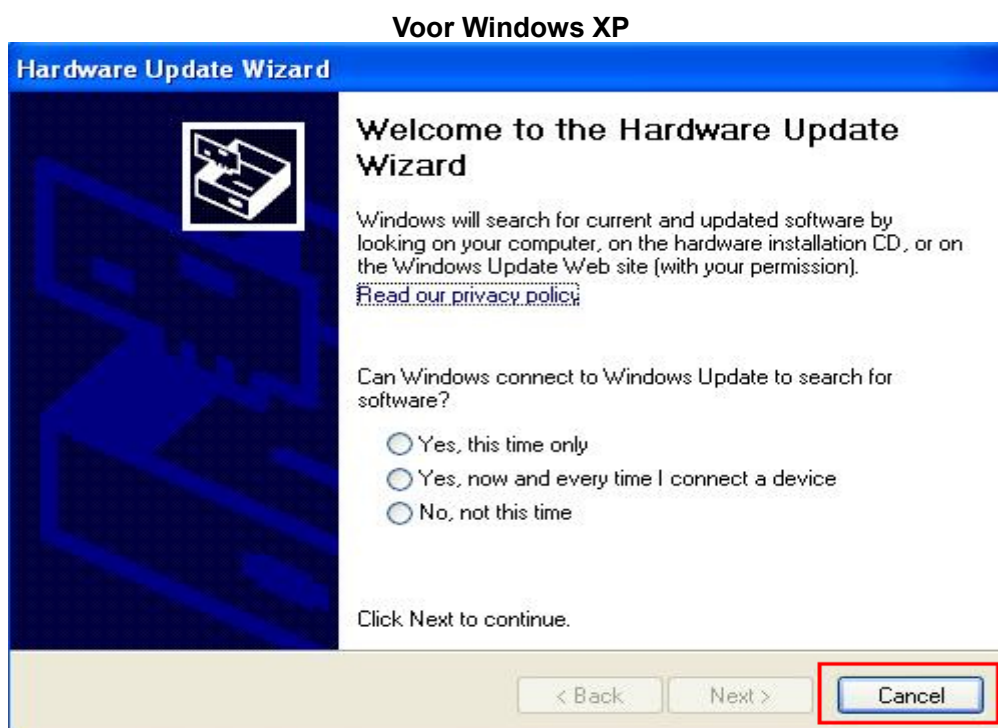 Voor Windows XP
Hardware Update Wizard
Welcome to the Hardware Update
Wizard
Windows will search for current and updated software by
looking on your computer, on the hardware installation CD, or on
the Windows Update Web site (with your permission).
Read our privacy policy
Can Windows connect to Windows Update to search for
software?
Yes, this time only
Yes, now and every time I connect a device
No, not this time
Click Next to continue.
< Back Next > Cancel